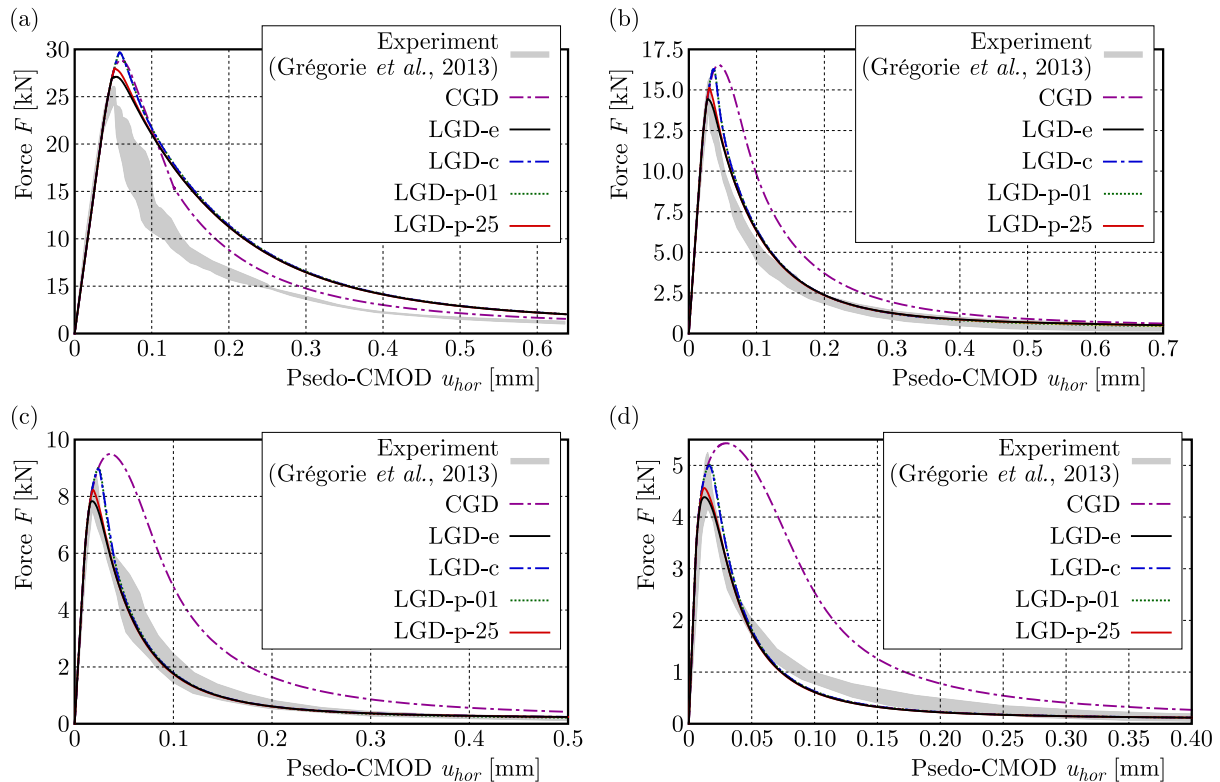 (a)
Force F [kN]
30
25
20
15
10
15
0
0
0.1
0.2
0.3
0.4
0.5
0.6
Psedo-CMOD u_hor [mm]
Experiment
(Grégorie et al., 2013)
CGD
LGD-e
LGD-c
LGD-p-01
LGD-p-25
(b)
Force F [kN]
17.5
15.0
12.5
10.0
7.5
5.0
2.5
0
0
0.1
0.2
0.3
0.4
0.5
0.6
0.7
Psedo-CMOD u_hor [mm]
Experiment
(Grégorie et al., 2013)
CGD
LGD-e
LGD-c
LGD-p-01
LGD-p-25
(c)
Force F [kN]
10
8
6
4
2
0
0
0.1
0.2
0.3
0.4
0.5
Psedo-CMOD u_hor [mm]
Experiment
(Grégorie et al., 2013)
CGD
LGD-e
LGD-c
LGD-p-01
LGD-p-25
(d)
Force F [kN]
5
4
3
2
1
0
0
0.05
0.10
0.15
0.20
0.25
0.30
0.35
0.40
Psedo-CMOD u_hor [mm]
Experiment
(Grégorie et al., 2013)
CGD
LGD-e
LGD-c
LGD-p-01
LGD-p-25